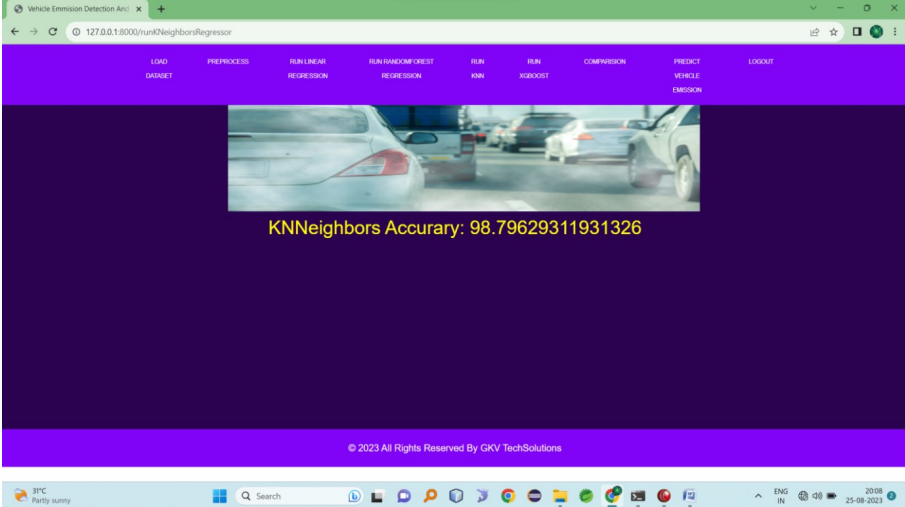 Vehicle Emmision Detection And
127.0.0.1:8000/runKNeighborsRegressor
LOAD DATASET
PREPROCESS
RUN LINEAR REGRESSION
RUN RANDOMFOREST REGRESSION
RUN KNN
RUN XGBOOST
COMPARISION
PREDICT VEHICLE EMISSION
LOGOUT
KNNeighbors Accurary: 98.79629311931326
© 2023 All Rights Reserved By GKV TechSolutions
31°C
Partly sunny
Search
ENG
IN
20:08
25-08-2023
2